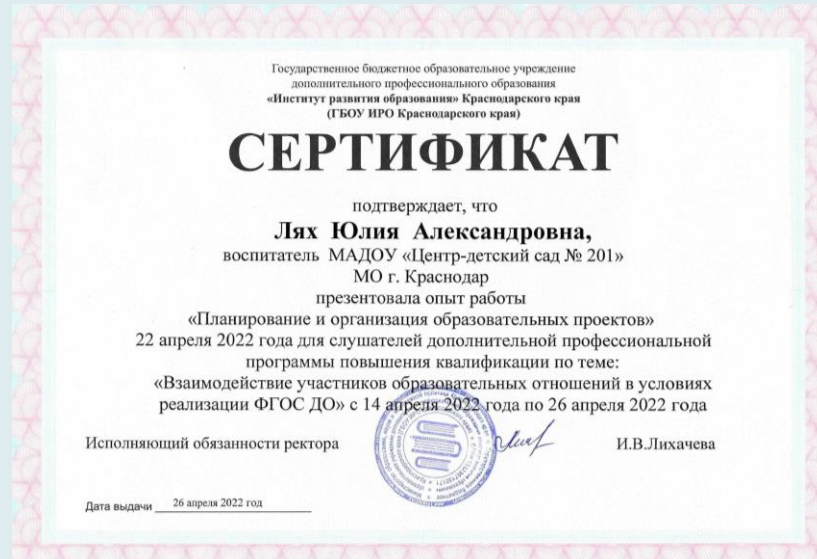 Государственное бюджетное образовательное учреждение
дополнительного профессионального образования
«Институт развития образования» Краснодарского края
(ГБОУ ИРО Краснодарского края)
СЕРТИФИКАТ
подтверждает, что
Лях Юлия Александровна,
воспитатель МАДОУ «Центр-детский сад № 201»
МО г. Краснодар
презентовала опыт работы
«Планирование и организация образовательных проектов»
22 апреля 2022 года для слушателей дополнительной профессиональной
программы повышения квалификации по теме:
«Взаимодействие участников образовательных отношений в условиях
реализации ФГОС ДО» с 14 апреля 2022 года по 26 апреля 2022 года
Исполняющий обязанности ректора И.В.Лихачева
Дата выдачи 26 апреля 2022 год